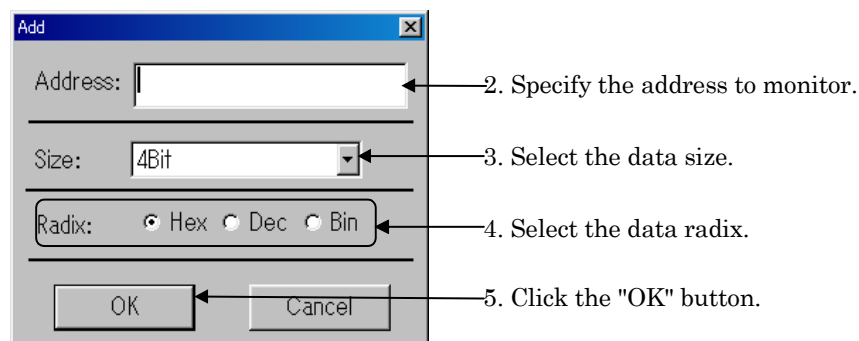 Add
Address: 2. Specify the address to monitor.
Size: 4Bit 3. Select the data size.
Radix: Hex Dec Bin 4. Select the data radix.
OK Cancel 5. Click the "OK" button.